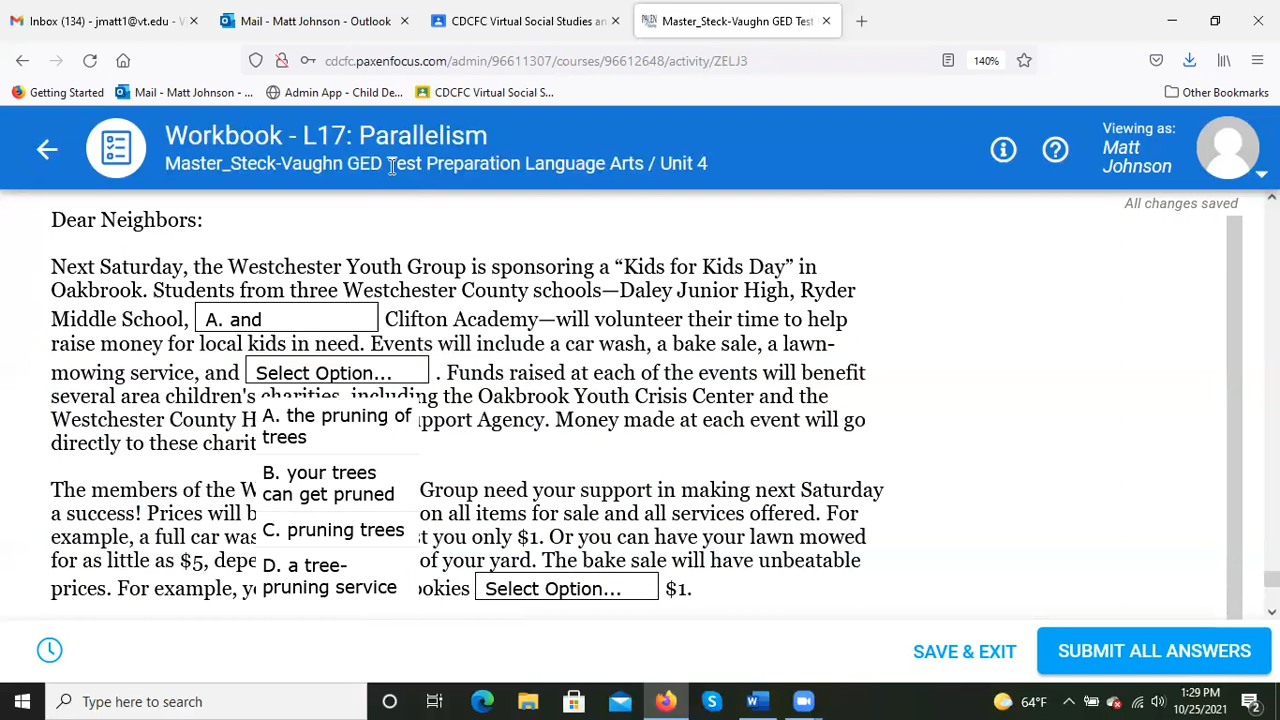 Inbox (134) - jmatt1@vt.edu - V
Mail - Matt Johnson - Outlook
CDCFC Virtual Social Studies an
PAXEN
Master_Steck-Vaughn GED Test
cdcfc.paxenfocus.com/admin/96611307/courses/96612648/activity/ZELJ3
140%
Getting Started
Mail - Matt Johnson - ...
Admin App - Child De...
CDCFC Virtual Social S...
Other Bookmarks
Workbook - L17: Parallelism
Master_Steck-Vaughn GED Test Preparation Language Arts / Unit 4
Viewing as:
Matt
Johnson
All changes saved
Dear Neighbors:
Next Saturday, the Westchester Youth Group is sponsoring a “Kids for Kids Day” in
Oakbrook. Students from three Westchester County schools—Daley Junior High, Ryder
Middle School, A. and Clifton Academy—will volunteer their time to help
raise money for local kids in need. Events will include a car wash, a bake sale, a lawn-
mowing service, and Select Option... . Funds raised at each of the events will benefit
several area children's charities, including the Oakbrook Youth Crisis Center and the
Westchester County H pport Agency. Money made at each event will go
directly to these charit
A. the pruning of
trees
B. your trees
can get pruned
C. pruning trees
D. a tree-
pruning service
The members of the W Group need your support in making next Saturday
a success! Prices will b on all items for sale and all services offered. For
example, a full car was t you only $1. Or you can have your lawn mowed
for as little as $5, depe of your yard. The bake sale will have unbeatable
prices. For example, y ookies Select Option... $1.
SAVE & EXIT
SUBMIT ALL ANSWERS
Type here to search
64°F
1:29 PM
10/25/2021
2